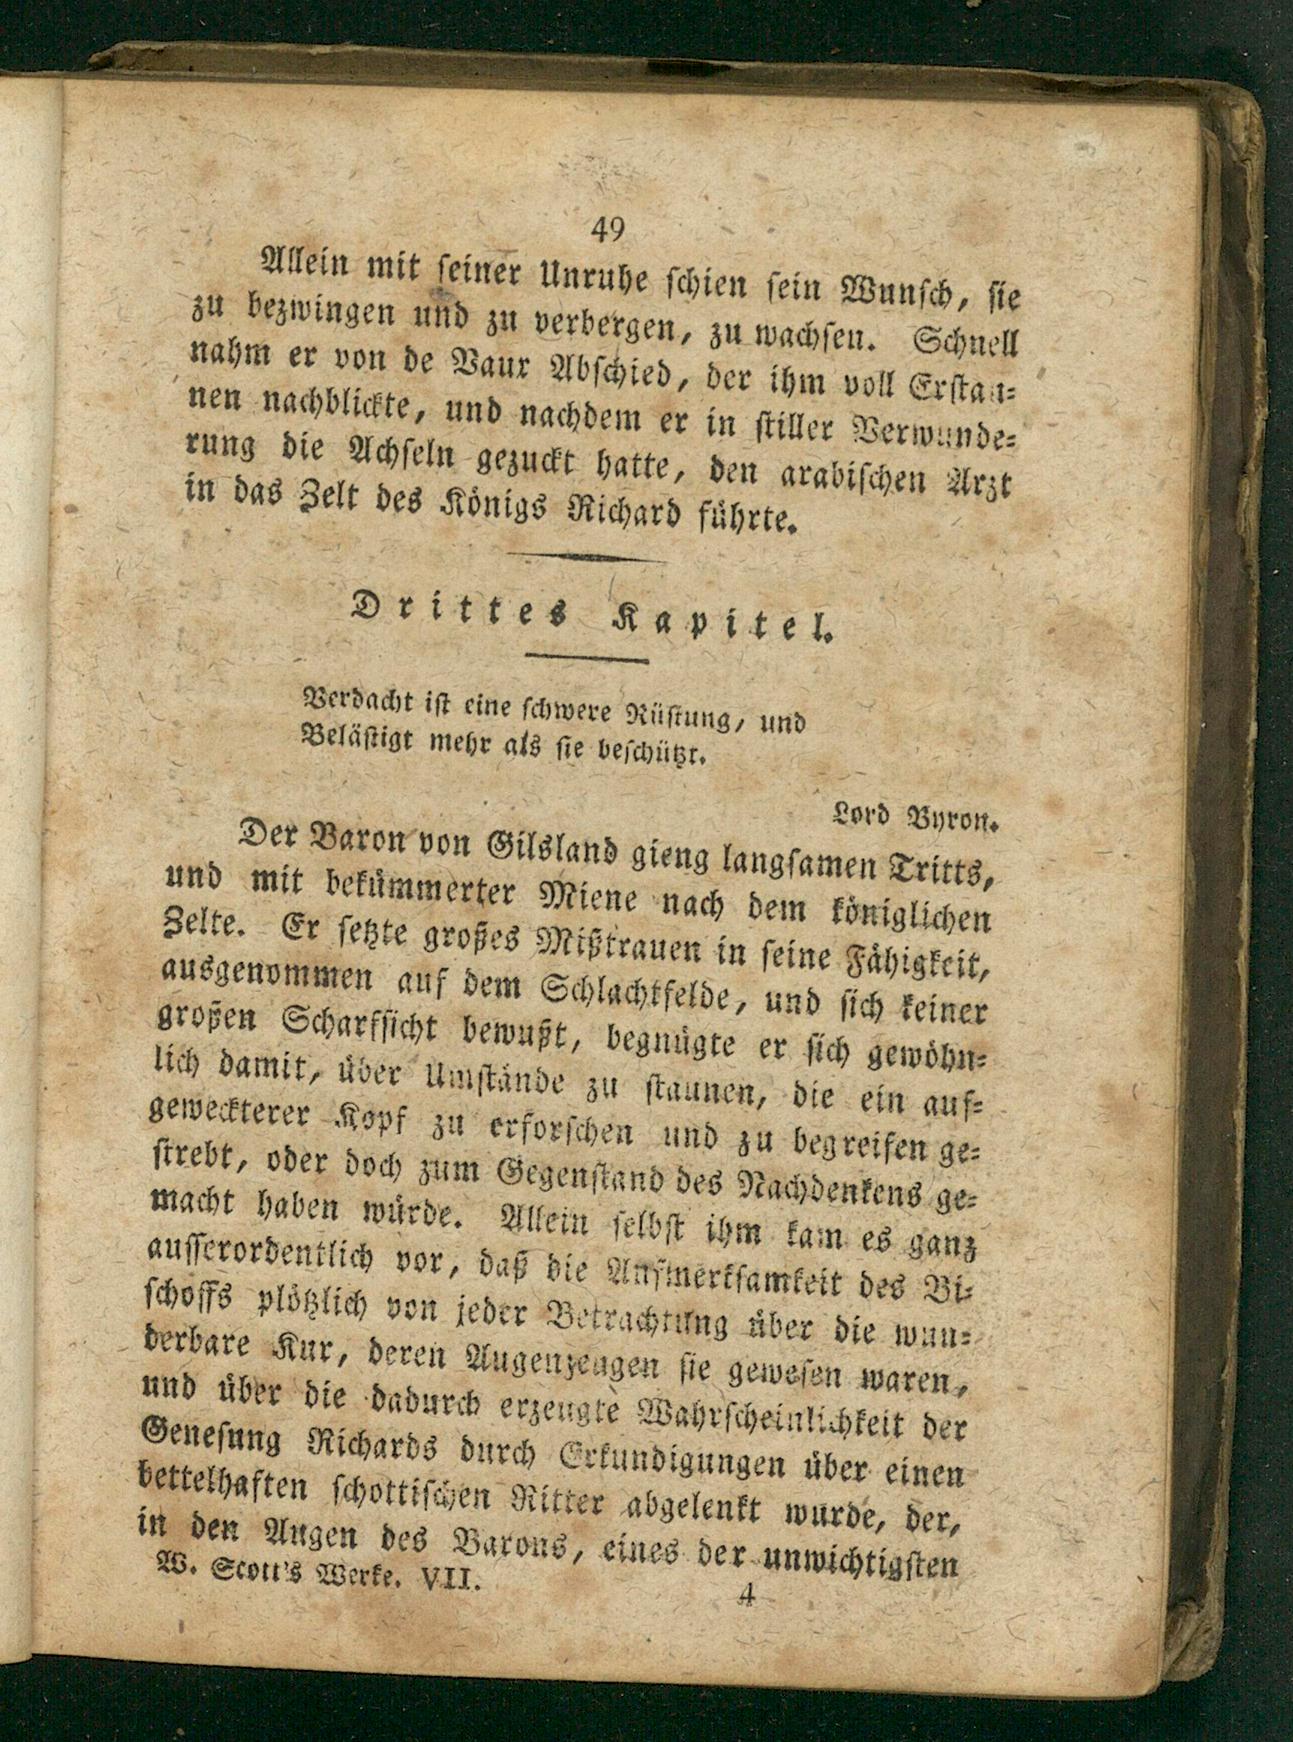 49
Allein mit seiner Unruhe schien sein Wunsch, sie
zu bezwingen und zu verbergen, zu wachsen. Schnell
nahm er von de Vaux Abschied, der ihm voll Erstau-
nen nachblickte, und nachdem er in stiller Verwunde-
rung die Achseln gezuckt hatte, den arabischen Arzt
in das Zelt des Königs Richard führte.
Drittes Kapitel.
Verdacht ist eine schwere Rüstung, und
Belästigt mehr als sie beschützt.
Lord Byron.
Der Baron von Gilsland gieng langsamen Tritts,
und mit bekümmerter Miene nach dem königlichen
Zelte. Er setzte großes Mißtrauen in seine Fähigkeit,
ausgenommen auf dem Schlachtfelde, und sich keiner
großen Scharfsicht bewußt, begnügte er sich gewöhn-
lich damit, über Umstände zu staunen, die ein auf-
geweckterer Kopf zu erforschen und zu begreifen ge-
strebt, oder doch zum Gegenstand des Nachdenkens ge-
macht haben würde. Allein selbst ihm kam es ganz
ausserordentlich vor, daß die Aufmerksamkeit des Bi-
schoffs plötzlich von jeder Betrachtung über die wun-
derbare Kur, deren Augenzeugen sie gewesen waren,
und über die dadurch erzeugte Wahrscheinlichkeit der
Genesung Richards durch Erkundigungen über einen
bettelhaften schottischen Ritter abgelenkt wurde, der,
in den Augen des Barons, eines der unwichtigsten
W. Scott's Werke. VII.
4